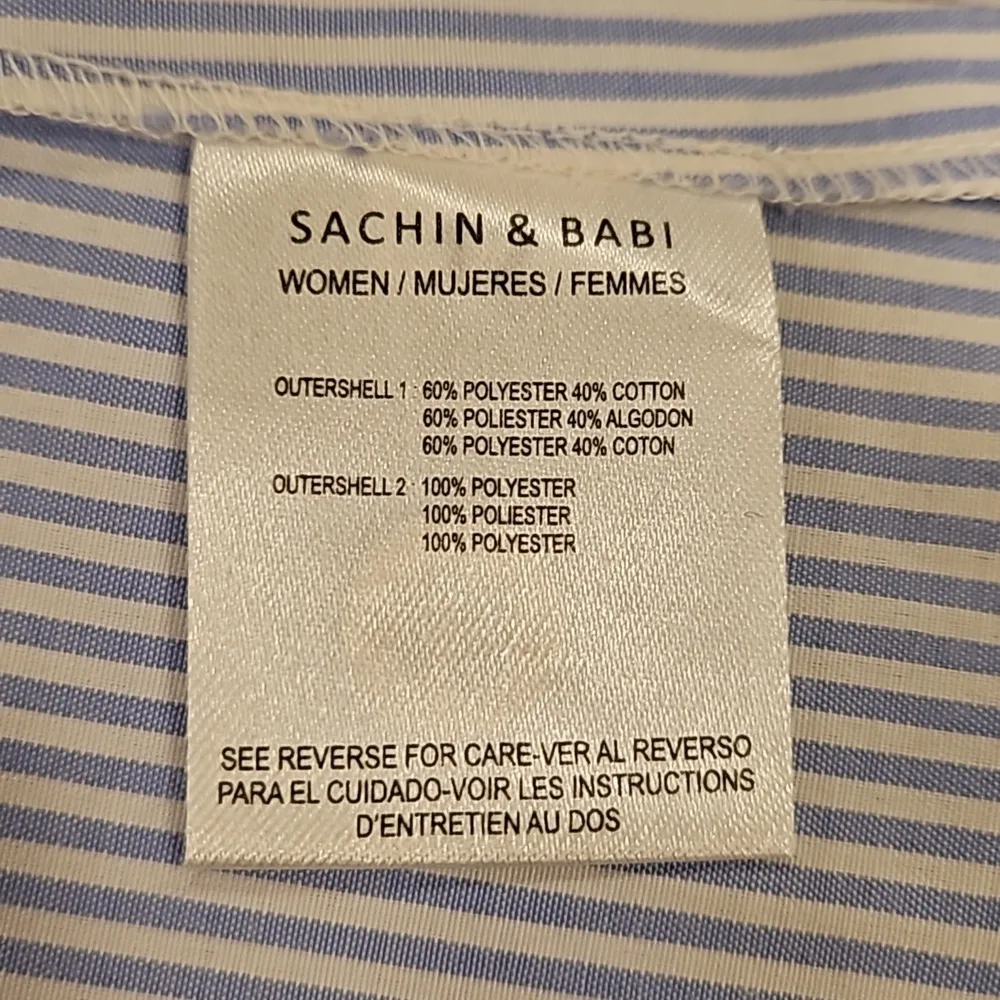 SACHIN & BABI
WOMEN / MUJERES / FEMMES
OUTERSHELL 1 : 60% POLYESTER 40% COTTON
60% POLIESTER 40% ALGODON
60% POLYESTER 40% COTON
OUTERSHELL 2 : 100% POLYESTER
100% POLIESTER
100% POLYESTER
SEE REVERSE FOR CARE-VER AL REVERSO
PARA EL CUIDADO-VOIR LES INSTRUCTIONS
D'ENTRETIEN AU DOS